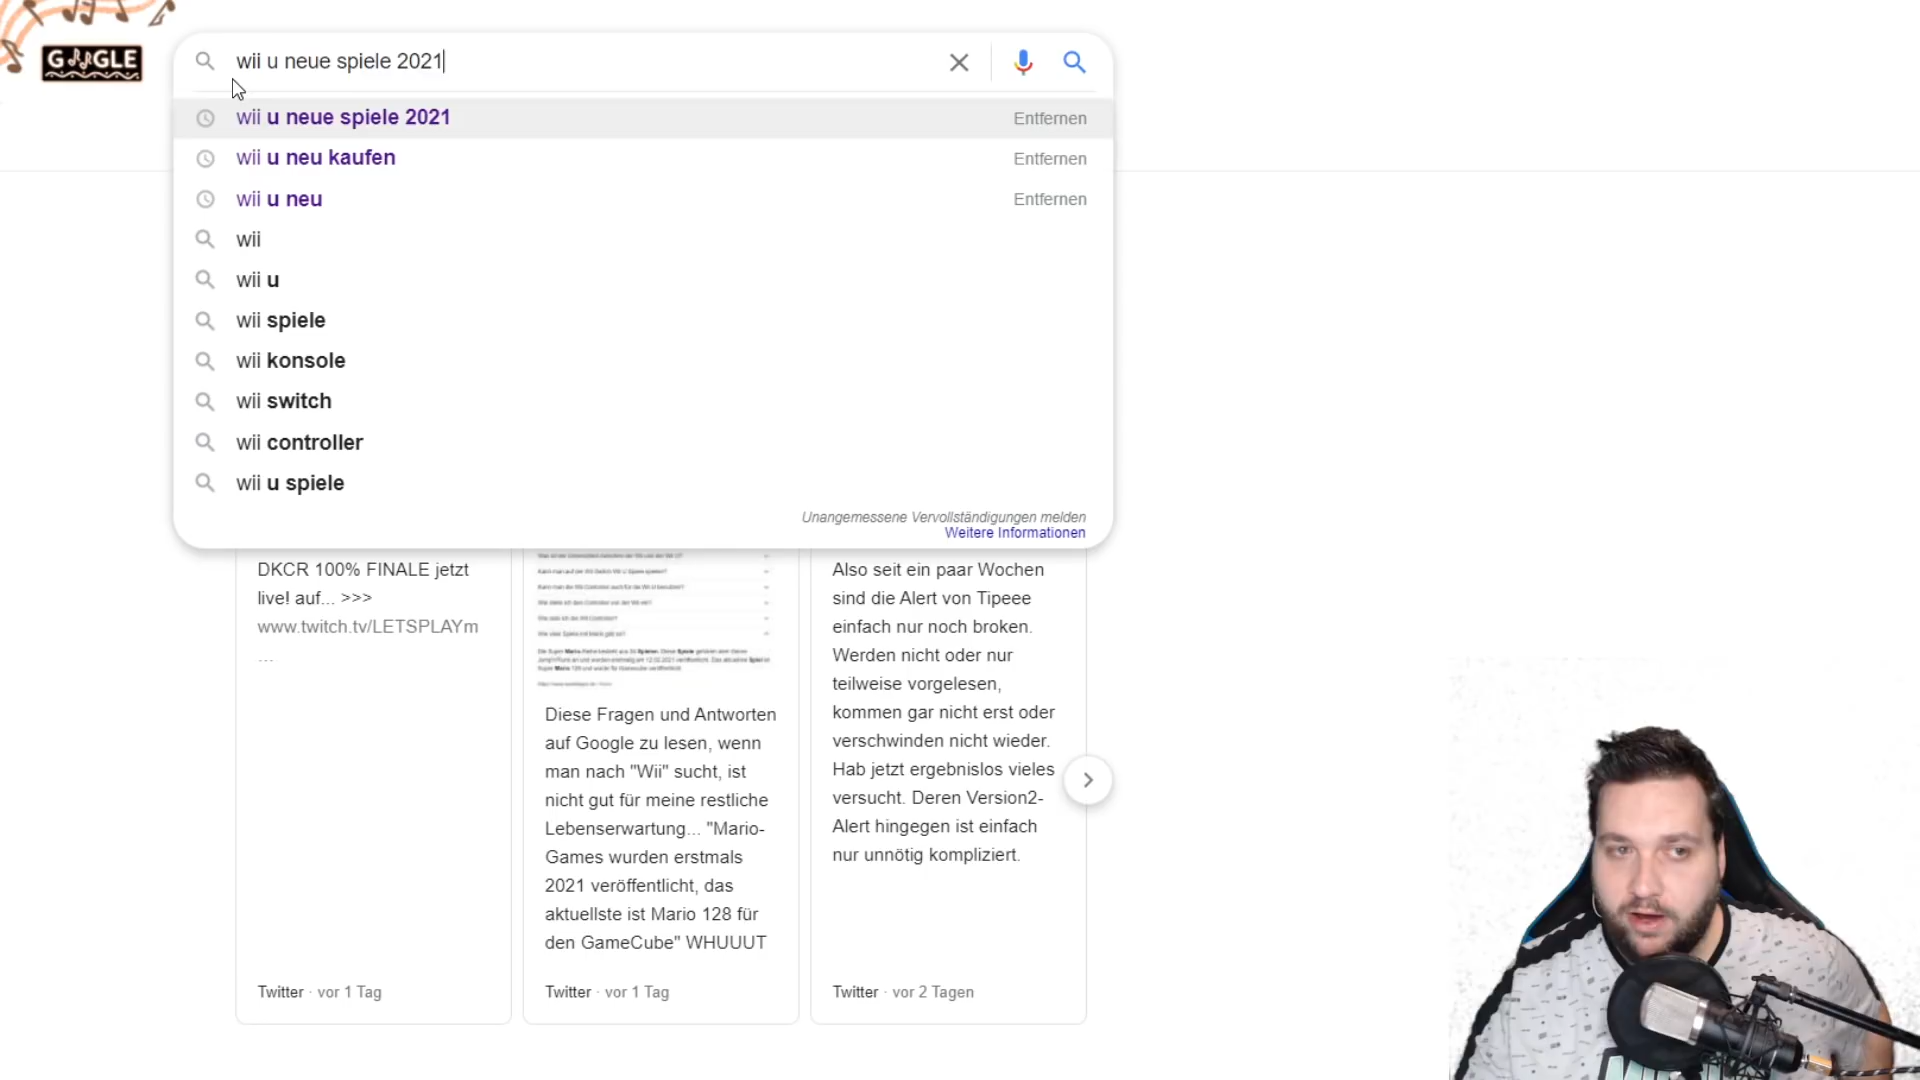 GOOGLE
wii u neue spiele 2021
wii u neue spiele 2021 Entfernen
wii u neu kaufen Entfernen
wii u neu Entfernen
wii
wii u
wii spiele
wii konsole
wii switch
wii controller
wii u spiele
Unangemessene Vervollständigungen melden
Weitere Informationen
DKCR 100% FINALE jetzt
live! auf... >>>
www.twitch.tv/LETSPLAYm
...
Twitter · vor 1 Tag
Diese Fragen und Antworten
auf Google zu lesen, wenn
man nach "Wii" sucht, ist
nicht gut für meine restliche
Lebenserwartung... "Mario-
Games wurden erstmals
2021 veröffentlicht, das
aktuellste ist Mario 128 für
den GameCube" WHUUUT
Twitter · vor 1 Tag
Also seit ein paar Wochen
sind die Alert von Tipeee
einfach nur noch broken.
Werden nicht oder nur
teilweise vorgelesen,
kommen gar nicht erst oder
verschwinden nicht wieder.
Hab jetzt ergebnislos vieles
versucht. Deren Version2-
Alert hingegen ist einfach
nur unnötig kompliziert.
Twitter · vor 2 Tagen